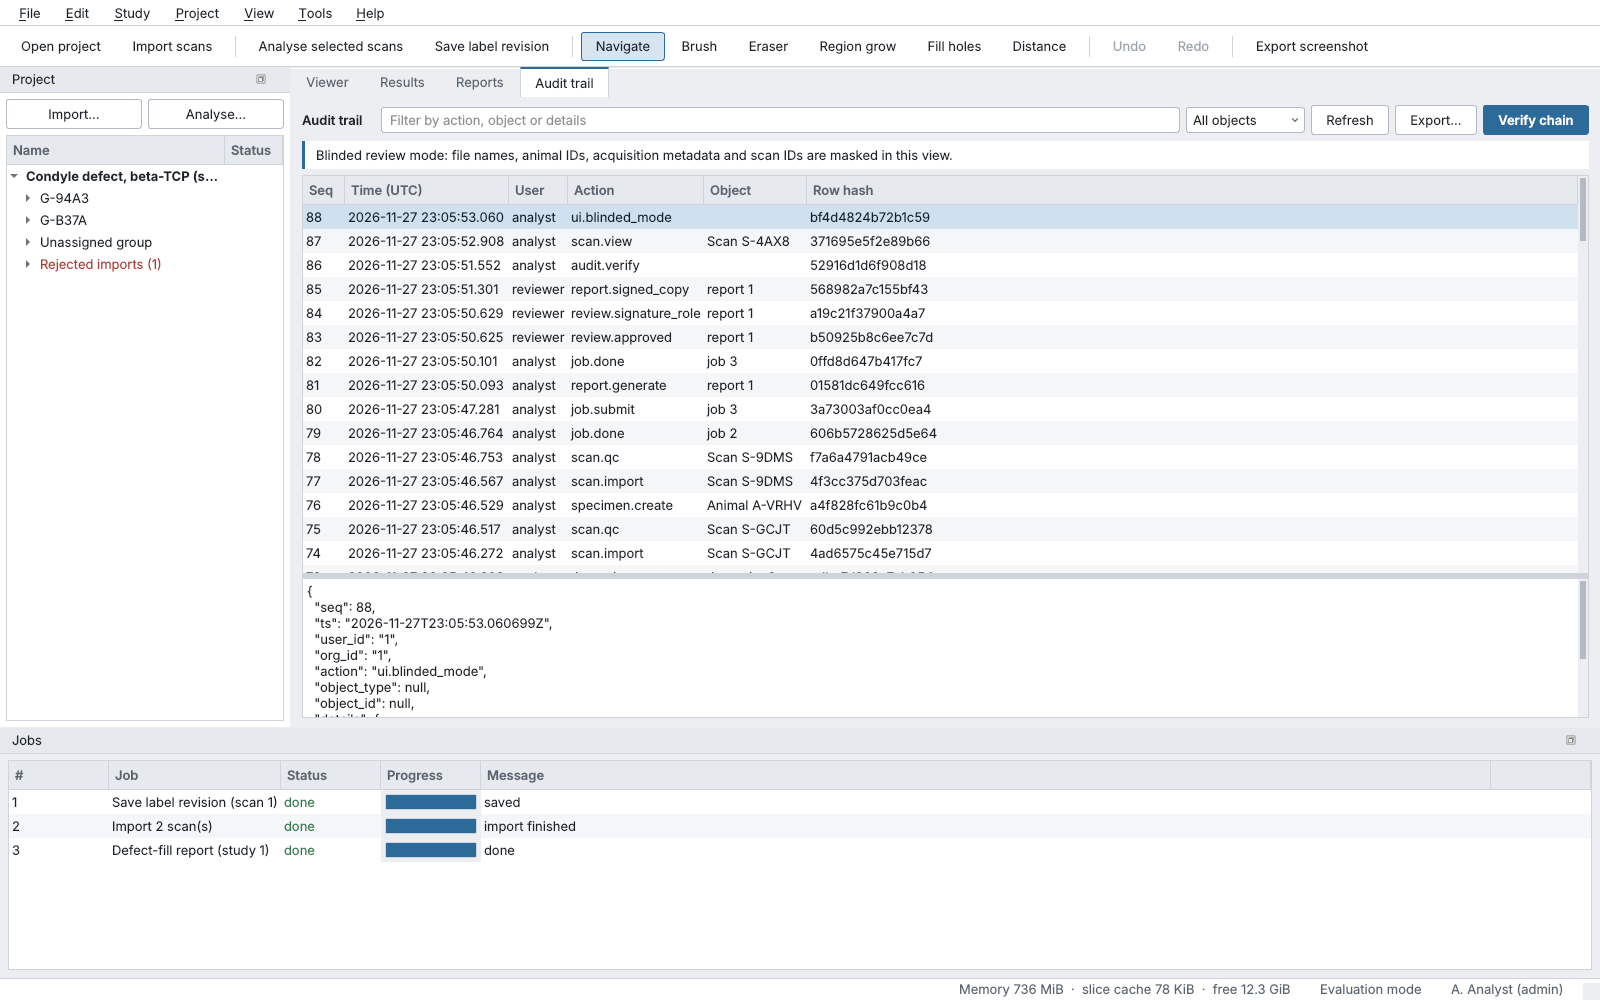 File Edit Study Project View Tools Help
Open project Import scans Analyse selected scans Save label revision Navigate Brush Eraser Region grow Fill holes Distance Undo Redo Export screenshot
Project
Import... Analyse...
Name Status
Condyle defect, beta-TCP (s...
G-94A3
G-B37A
Unassigned group
Rejected imports (1)
Viewer Results Reports Audit trail
Audit trail Filter by action, object or details All objects Refresh Export... Verify chain
Blinded review mode: file names, animal IDs, acquisition metadata and scan IDs are masked in this view.
Seq Time (UTC) User Action Object Row hash
88 2026-11-27 23:05:53.060 analyst ui.blinded_mode bf4d4824b72b1c59
87 2026-11-27 23:05:52.908 analyst scan.view Scan S-4AX8 371695e5f2e89b66
86 2026-11-27 23:05:51.552 analyst audit.verify 52916d1d6f908d18
85 2026-11-27 23:05:51.301 reviewer report.signed_copy report 1 568982a7c155bf43
84 2026-11-27 23:05:50.629 reviewer review.signature_role report 1 a19c21f37900a4a7
83 2026-11-27 23:05:50.625 reviewer review.approved report 1 b50925b8c6ee7c7d
82 2026-11-27 23:05:50.101 analyst job.done job 3 0ffd8d647b417fc7
81 2026-11-27 23:05:50.093 analyst report.generate report 1 01581dc649fcc616
80 2026-11-27 23:05:47.281 analyst job.submit job 3 3a73003af0cc0ea4
79 2026-11-27 23:05:46.764 analyst job.done job 2 606b5728625d5e64
78 2026-11-27 23:05:46.753 analyst scan.qc Scan S-9DMS f7a6a4791acb49ce
77 2026-11-27 23:05:46.567 analyst scan.import Scan S-9DMS 4f3cc375d703feac
76 2026-11-27 23:05:46.529 analyst specimen.create Animal A-VRHV a4f828fc61b9c0b4
75 2026-11-27 23:05:46.517 analyst scan.qc Scan S-GCJT 60d5c992ebb12378
74 2026-11-27 23:05:46.272 analyst scan.import Scan S-GCJT 4ad6575c45e715d7
{
"seq": 88,
"ts": "2026-11-27T23:05:53.060699Z",
"user_id": "1",
"org_id": "1",
"action": "ui.blinded_mode",
"object_type": null,
"object_id": null,
Jobs
# Job Status Progress Message
1 Save label revision (scan 1) done saved
2 Import 2 scan(s) done import finished
3 Defect-fill report (study 1) done done
Memory 736 MiB · slice cache 78 KiB · free 12.3 GiB Evaluation mode A. Analyst (admin)